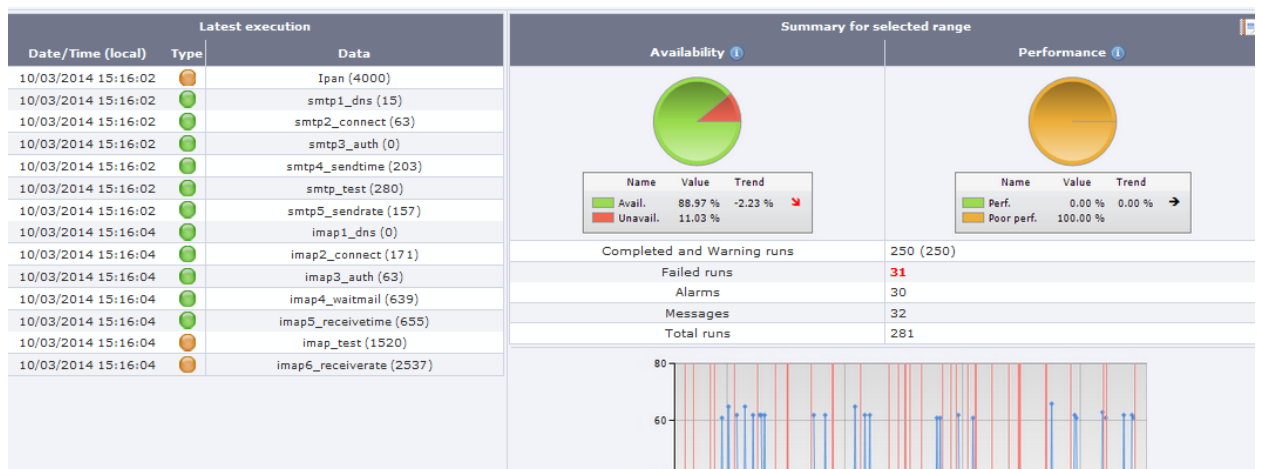 Latest execution
Date/Time (local) Type Data
10/03/2014 15:16:02 Ipan (4000)
10/03/2014 15:16:02 smtp1_dns (15)
10/03/2014 15:16:02 smtp2_connect (63)
10/03/2014 15:16:02 smtp3_auth (0)
10/03/2014 15:16:02 smtp4_sendtime (203)
10/03/2014 15:16:02 smtp_test (280)
10/03/2014 15:16:02 smtp5_sendrate (157)
10/03/2014 15:16:04 imap1_dns (0)
10/03/2014 15:16:04 imap2_connect (171)
10/03/2014 15:16:04 imap3_auth (63)
10/03/2014 15:16:04 imap4_waitmail (639)
10/03/2014 15:16:04 imap5_receivetime (655)
10/03/2014 15:16:04 imap_test (1520)
10/03/2014 15:16:04 imap6_receiverate (2537)
Summary for selected range
Availability Performance
Name Value Trend
Avail. 88.97 % -2.23 %
Unavail. 11.03 %
Name Value Trend
Perf. 0.00 % 0.00 %
Poor perf. 100.00 %
Completed and Warning runs 250 (250)
Failed runs 31
Alarms 30
Messages 32
Total runs 281
80
60